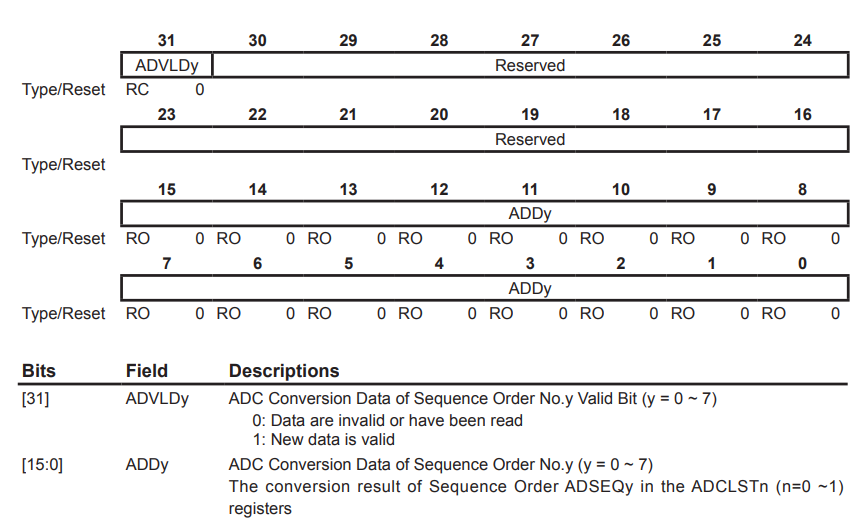 31 30 29 28 27 26 25 24
ADVLDy Reserved
Type/Reset RC 0
23 22 21 20 19 18 17 16
Reserved
Type/Reset
15 14 13 12 11 10 9 8
ADDy
Type/Reset RO 0 RO 0 RO 0 RO 0 RO 0 RO 0 RO 0 RO 0
7 6 5 4 3 2 1 0
ADDy
Type/Reset RO 0 RO 0 RO 0 RO 0 RO 0 RO 0 RO 0 RO 0
Bits Field Descriptions
[31] ADVLDy ADC Conversion Data of Sequence Order No.y Valid Bit (y = 0 ~ 7)
0: Data are invalid or have been read
1: New data is valid
[15:0] ADDy ADC Conversion Data of Sequence Order No.y (y = 0 ~ 7)
The conversion result of Sequence Order ADSEQy in the ADCLSTn (n=0 ~1)
registers